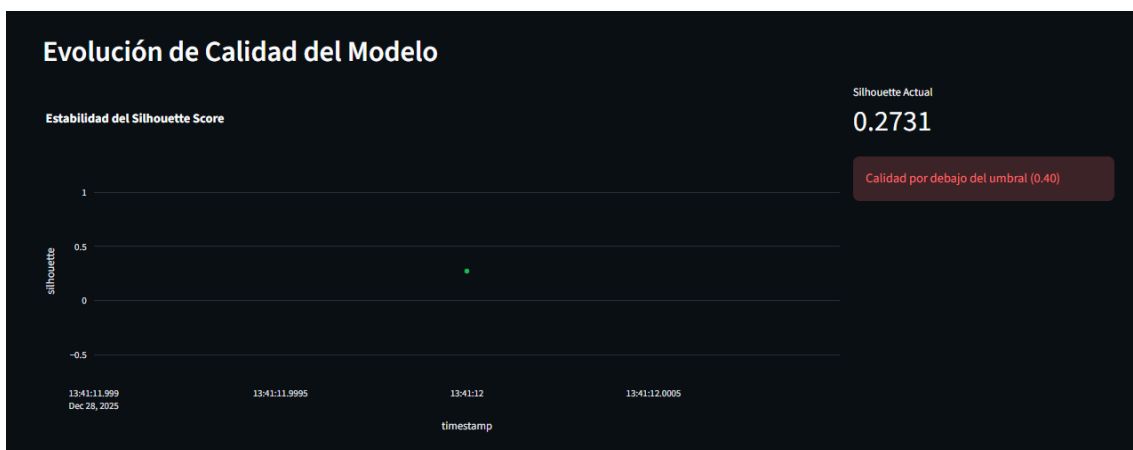 Evolución de Calidad del Modelo
Estabilidad del Silhouette Score
Silhouette Actual
0.2731
Calidad por debajo del umbral (0.40)
1
0.5
0
−0.5
silhouette
13:41:11.999
Dec 28, 2025
13:41:11.9995
13:41:12
13:41:12.0005
timestamp